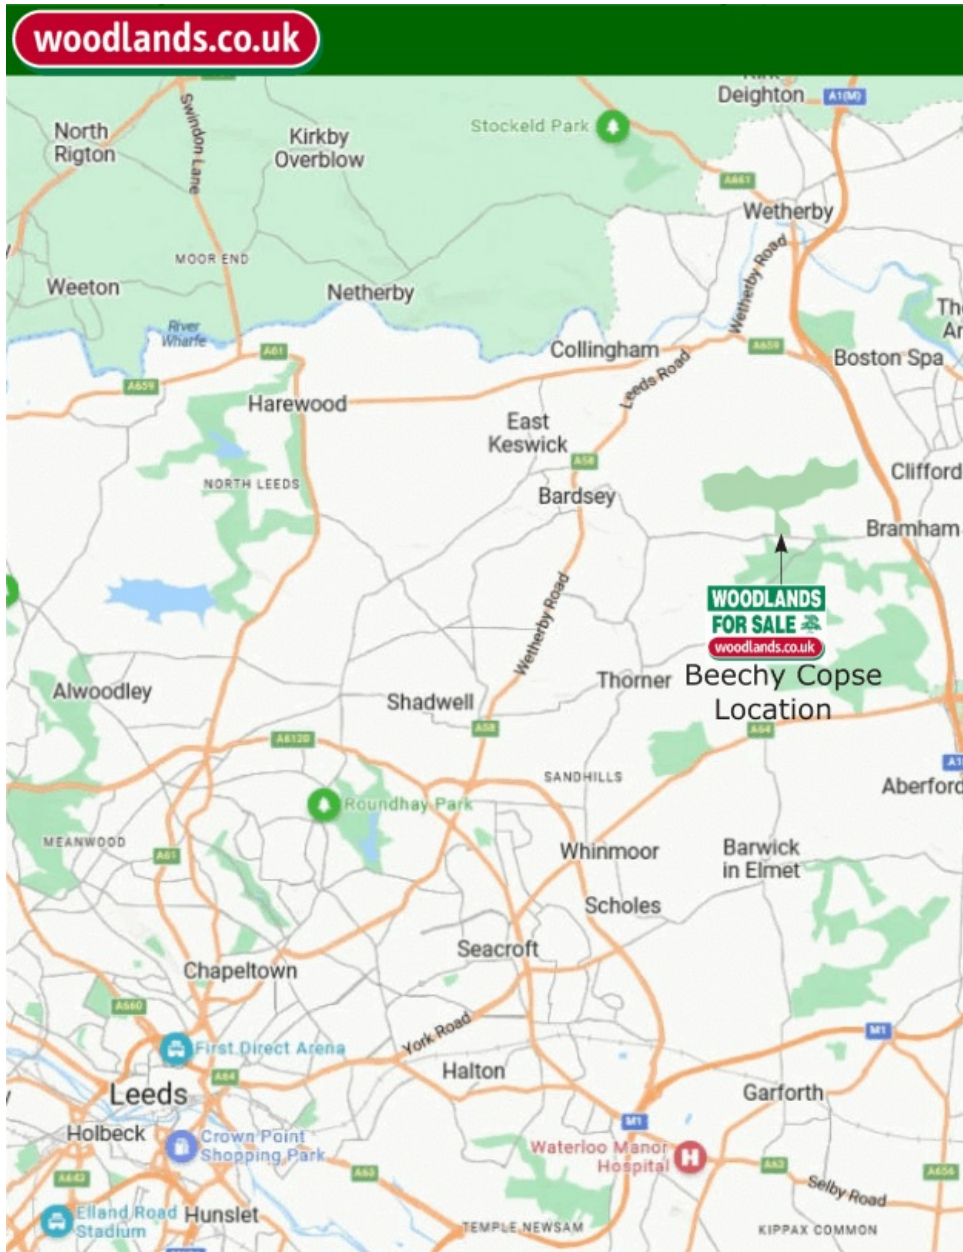 woodlands.co.uk
Deighton
A1(M)
Swindon Lane
North
Rigton
Kirkby
Overblow
Stockeld Park
A661
Wetherby
MOOR END
Wetherby Road
Weeton
Netherby
River
Wharfe
A61
Collingham
A659
Boston Spa
A659
Leeds Road
Harewood
East
Keswick
A58
Clifford
NORTH LEEDS
Bardsey
Bramham
WOODLANDS
FOR SALE
woodlands.co.uk
Wetherby Road
Beechy Copse
Location
Thorner
Alwoodley
Shadwell
A58
A64
A6120
SANDHILLS
Aberford
Roundhay Park
MEANWOOD
A61
Whinmoor
Barwick
in Elmet
Scholes
Seacroft
Chapeltown
A660
York Road
M1
First Direct Arena
A64
Halton
Leeds
Garforth
M1
Holbeck
Crown Point
Shopping Park
Waterloo Manor
Hospital
H
A63
A63
A656
A643
Selby Road
Elland Road
Stadium
Hunslet
TEMPLE NEWSAM
KIPPAX COMMON